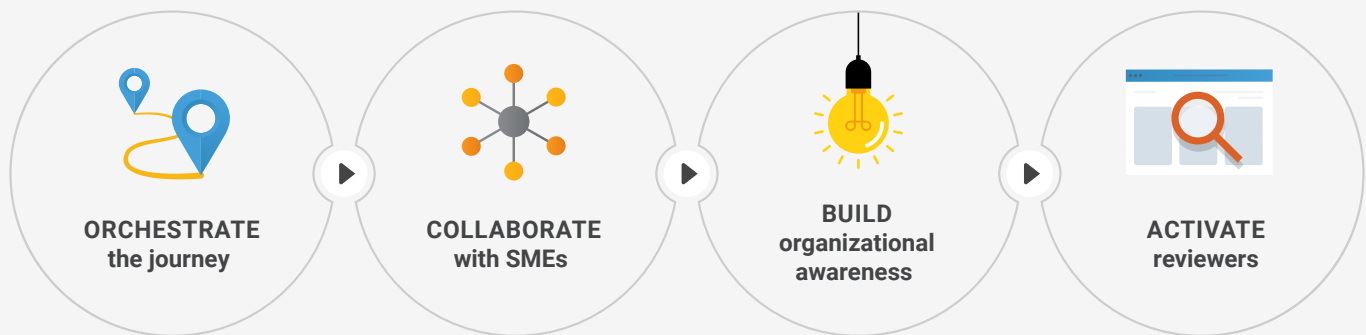 ORCHESTRATE
the journey
COLLABORATE
with SMEs
BUILD
organizational
awareness
ACTIVATE
reviewers